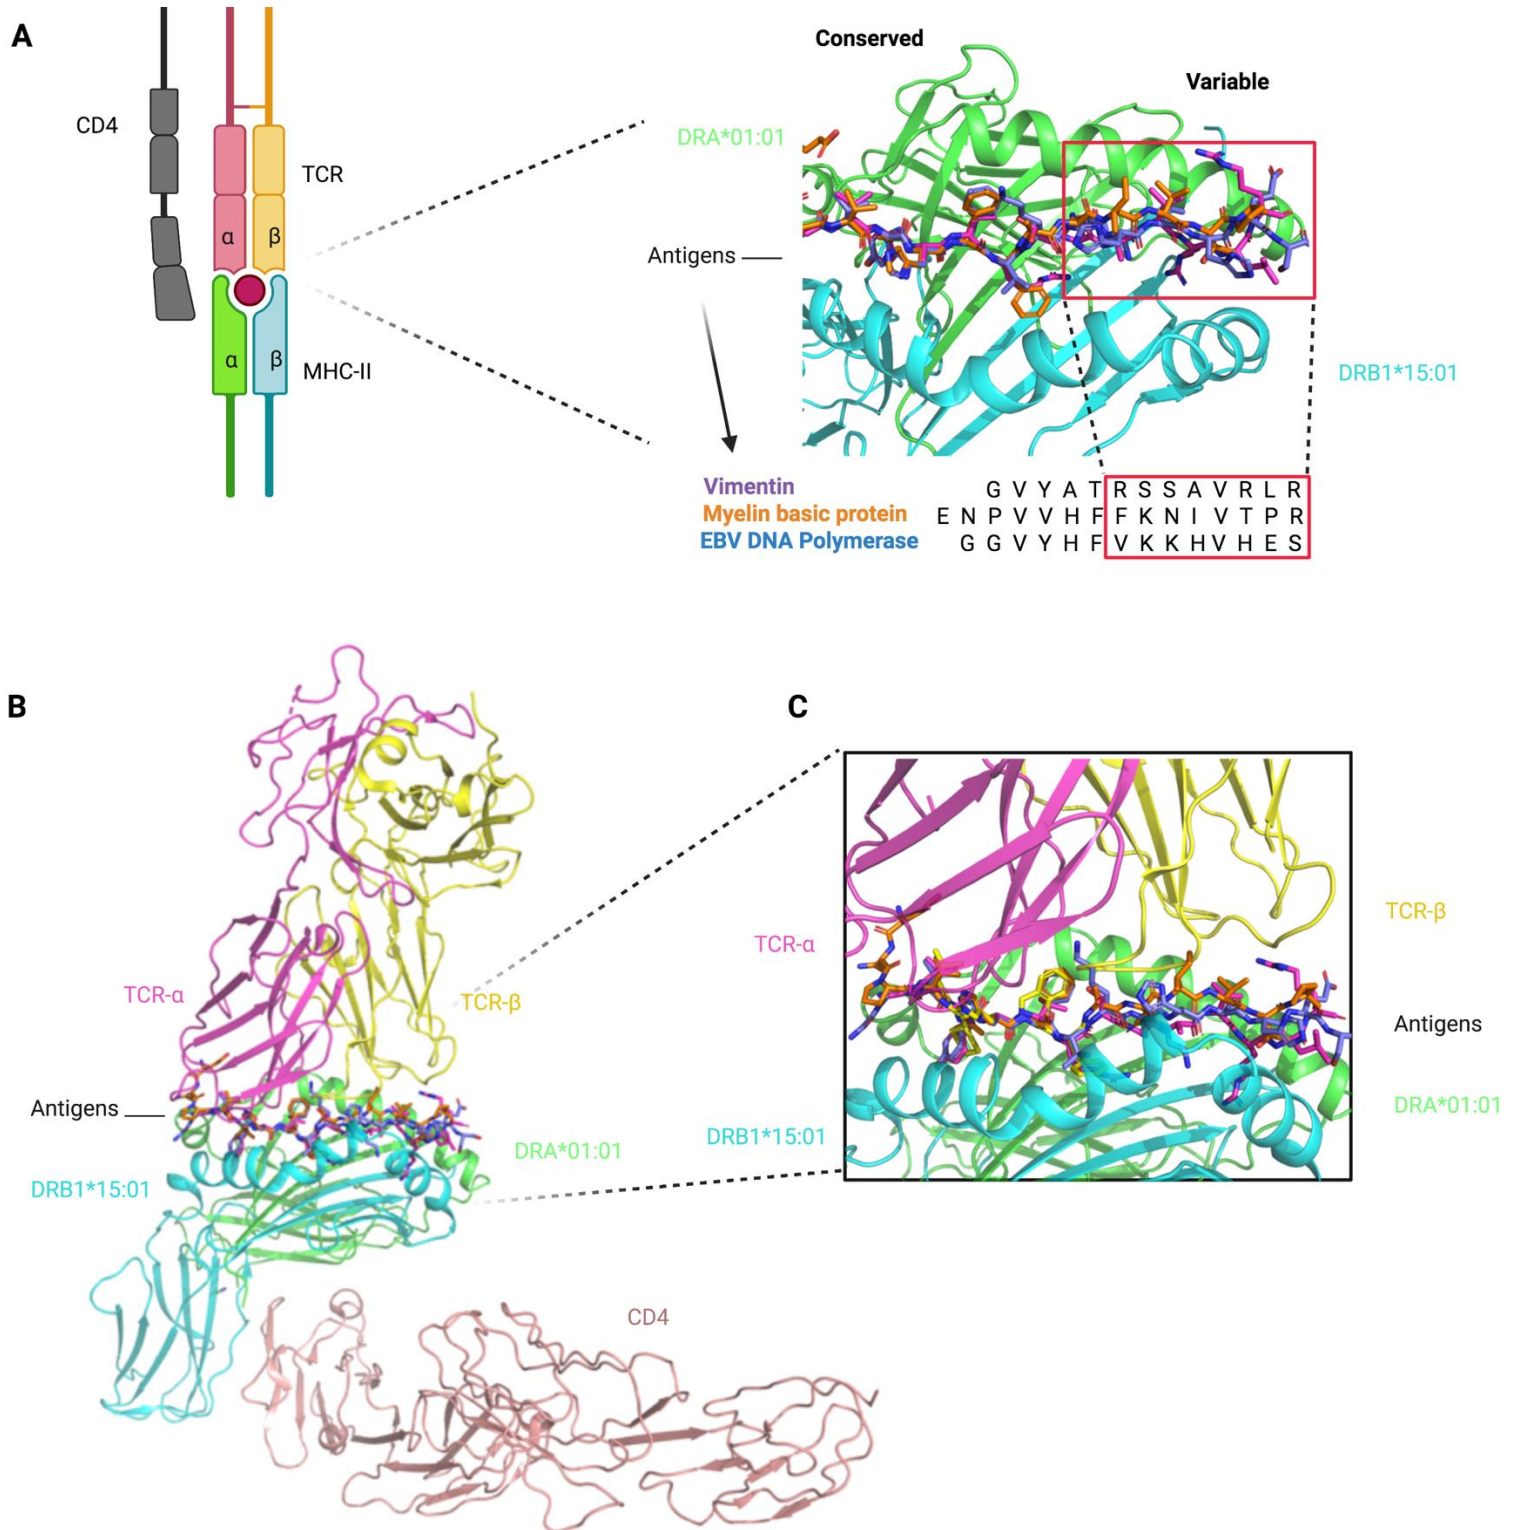 A
CD4
TCR
α
β
α
β
MHC-II
Conserved
Variable
DRA*01:01
Antigens
DRB1*15:01
Vimentin G V Y A T R S S A V R L R
Myelin basic protein E N P V V H F F K N I V T P R
EBV DNA Polymerase G G V Y H F V K K H V H E S
B
TCR-α
TCR-β
Antigens
DRA*01:01
DRB1*15:01
CD4
C
TCR-α
TCR-β
Antigens
DRA*01:01
DRB1*15:01